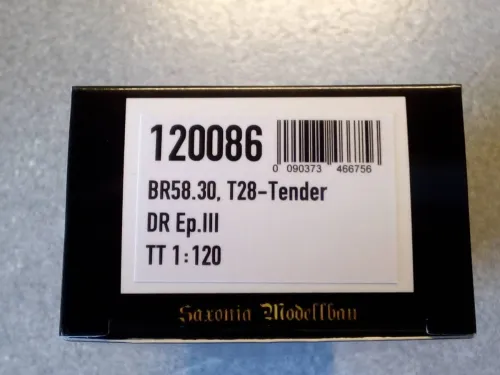 120086
0 090373 466756
BR58.30, T28-Tender
DR Ep.III
TT 1:120
Saxonia Modellbau